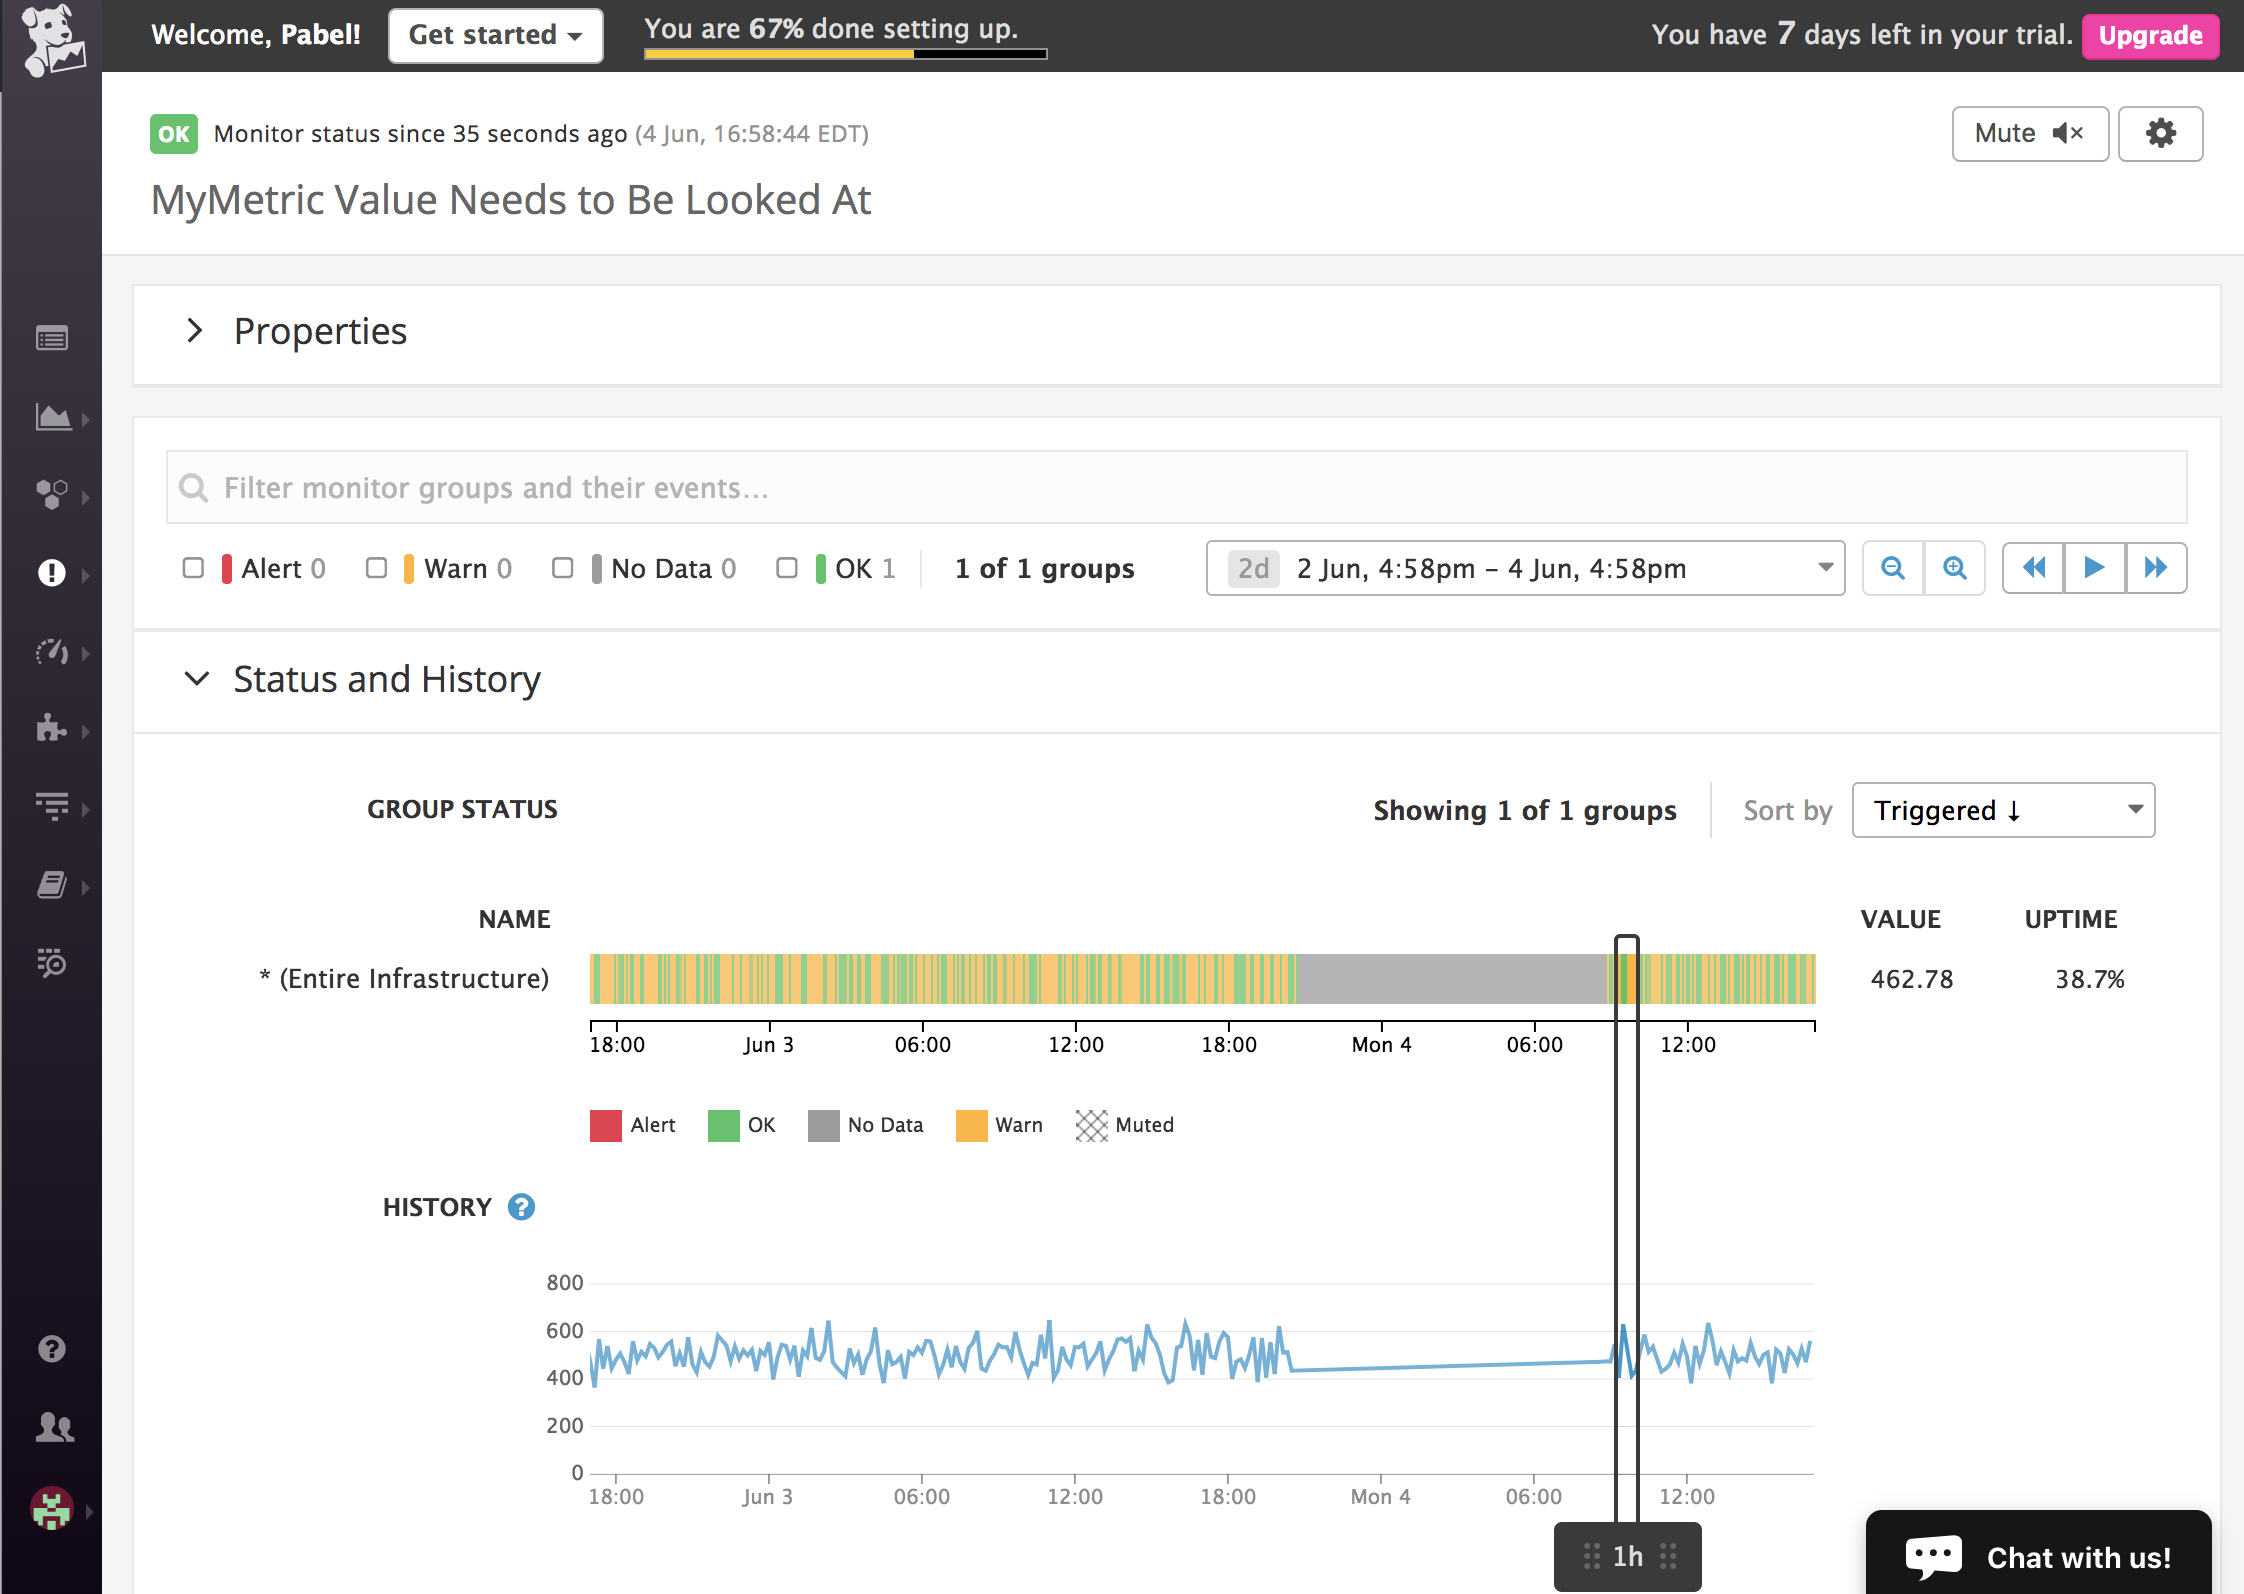 Welcome, Pabel!
Get started
You are 67% done setting up.
You have 7 days left in your trial.
Upgrade
OK Monitor status since 35 seconds ago (4 Jun, 16:58:44 EDT)
Mute
MyMetric Value Needs to Be Looked At
Properties
Filter monitor groups and their events...
Alert 0 Warn 0 No Data 0 OK 1 1 of 1 groups 2d 2 Jun, 4:58pm – 4 Jun, 4:58pm
Status and History
GROUP STATUS Showing 1 of 1 groups Sort by Triggered ↓
NAME VALUE UPTIME
* (Entire Infrastructure) 462.78 38.7%
18:00 Jun 3 06:00 12:00 18:00 Mon 4 06:00 12:00
Alert OK No Data Warn Muted
HISTORY ?
800
600
400
200
0
18:00 Jun 3 06:00 12:00 18:00 Mon 4 06:00 12:00
1h
Chat with us!